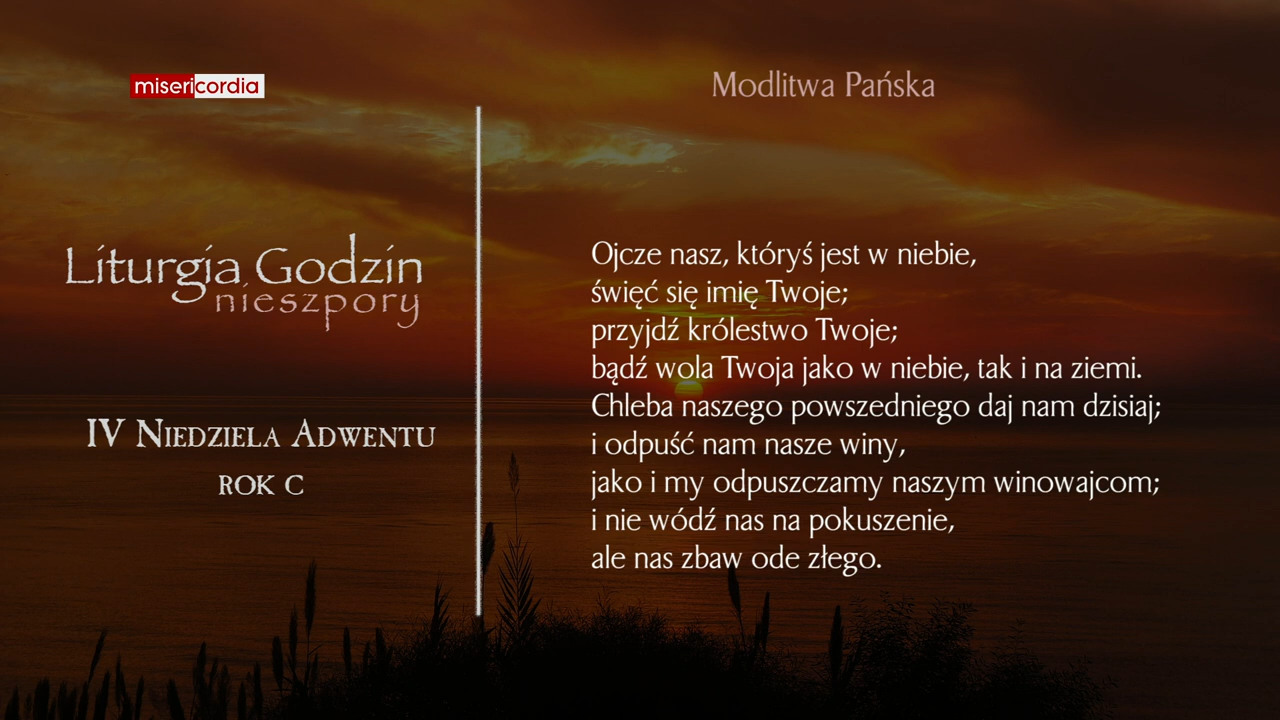 misericordia
Modlitwa Pańska
Liturgia Godzin
nieszpory
IV Niedziela Adwentu
rok C
Ojcze nasz, któryś jest w niebie,
święć się imię Twoje;
przyjdź królestwo Twoje;
bądź wola Twoja jako w niebie, tak i na ziemi.
Chleba naszego powszedniego daj nam dzisiaj;
i odpuść nam nasze winy,
jako i my odpuszczamy naszym winowajcom;
i nie wódź nas na pokuszenie,
ale nas zbaw ode złego.